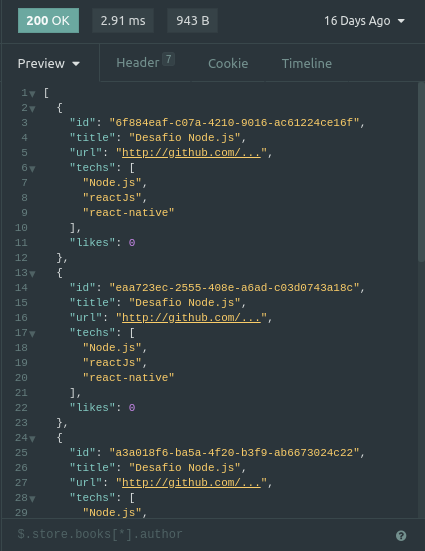 200 OK 2.91 ms 943 B 16 Days Ago
Preview Header 7 Cookie Timeline
1 [
2 {
3 "id": "6f884eaf-c07a-4210-9016-ac61224ce16f",
4 "title": "Desafio Node.js",
5 "url": "http://github.com/...",
6 "techs": [
7 "Node.js",
8 "reactJs",
9 "react-native"
10 ],
11 "likes": 0
12 },
13 {
14 "id": "eaa723ec-2555-408e-a6ad-c03d0743a18c",
15 "title": "Desafio Node.js",
16 "url": "http://github.com/...",
17 "techs": [
18 "Node.js",
19 "reactJs",
20 "react-native"
21 ],
22 "likes": 0
23 },
24 {
25 "id": "a3a018f6-ba5a-4f20-b3f9-ab6673024c22",
26 "title": "Desafio Node.js",
27 "url": "http://github.com/...",
28 "techs": [
29 "Node.js",
$.store.books[*].author ?